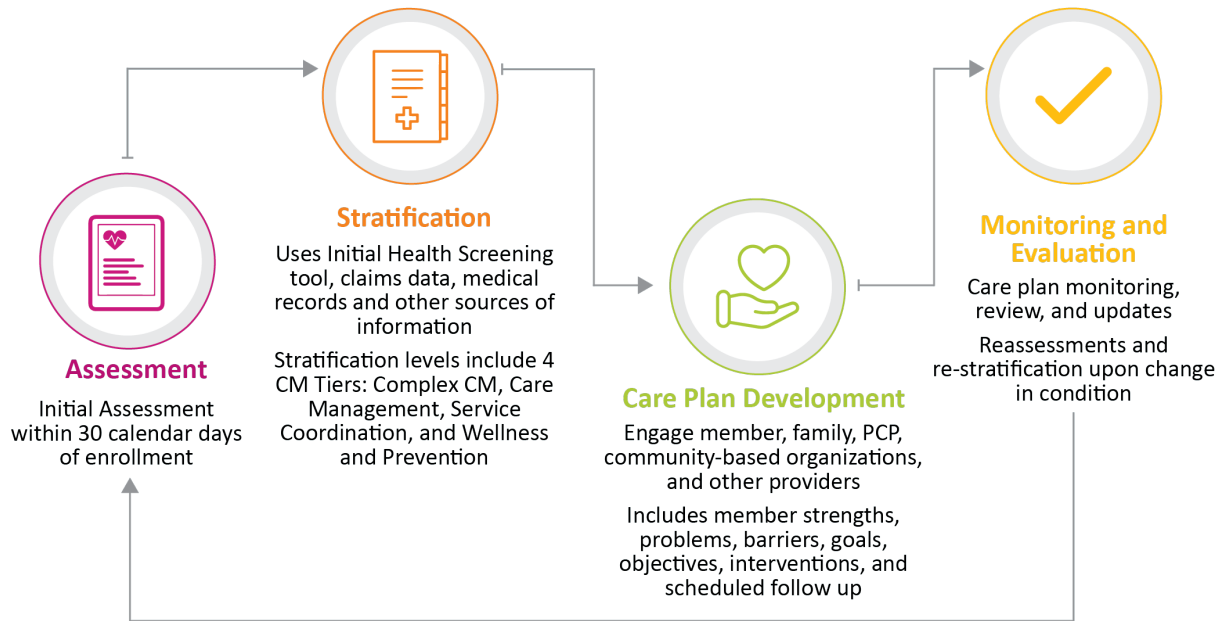 Assessment
Initial Assessment
within 30 calendar days
of enrollment
Stratification
Uses Initial Health Screening
tool, claims data, medical
records and other sources of
information
Stratification levels include 4
CM Tiers: Complex CM, Care
Management, Service
Coordination, and Wellness
and Prevention
Care Plan Development
Engage member, family, PCP,
community-based organizations,
and other providers
Includes member strengths,
problems, barriers, goals,
objectives, interventions, and
scheduled follow up
Monitoring and
Evaluation
Care plan monitoring,
review, and updates
Reassessments and
re-stratification upon change
in condition